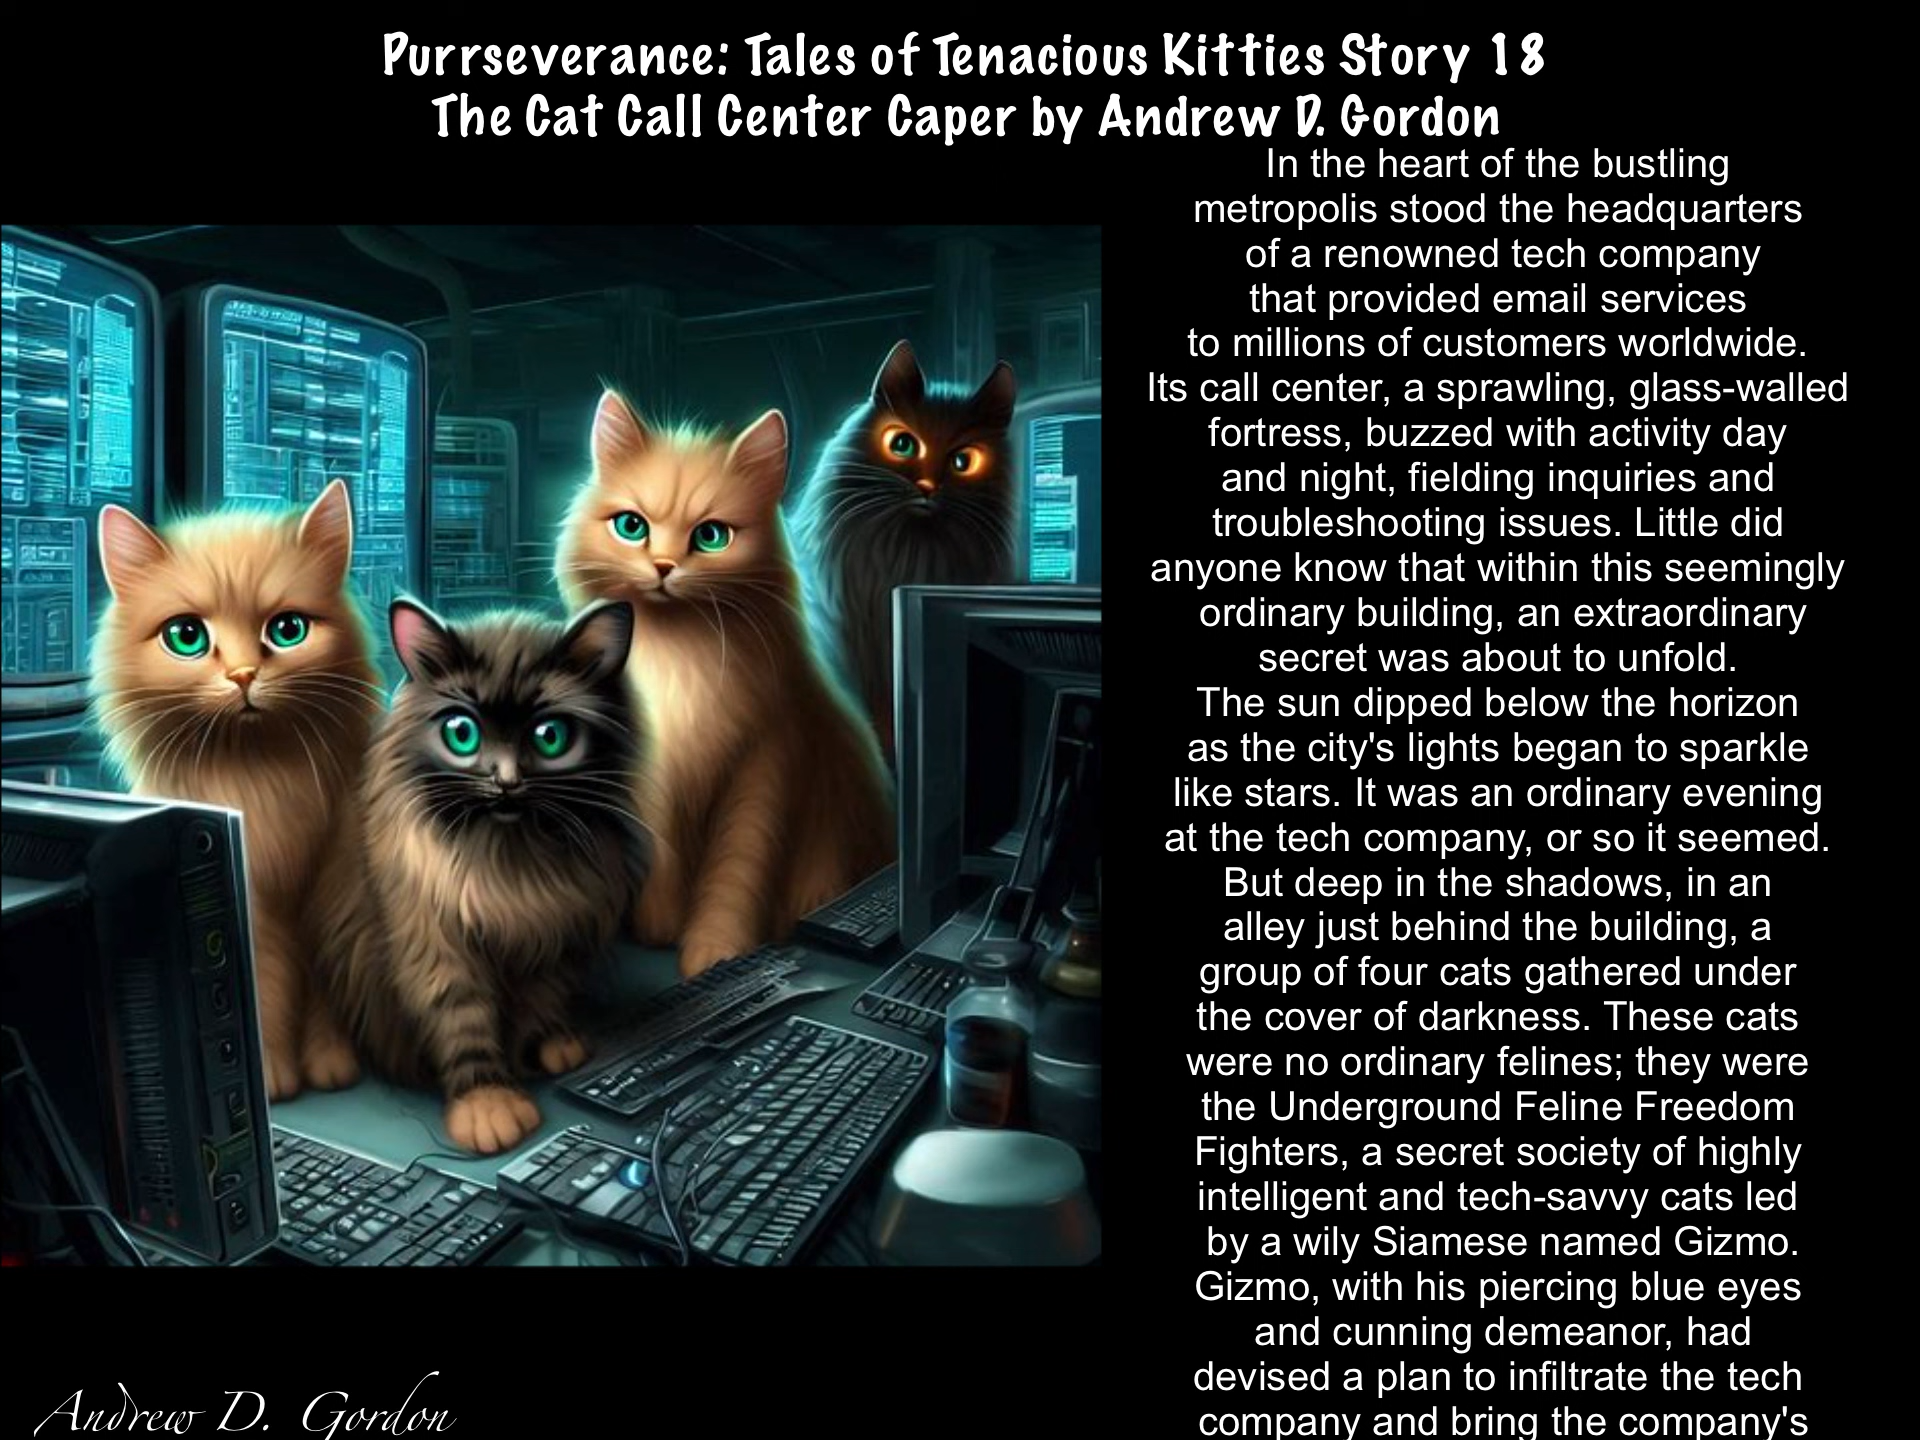 Purrseverance: Tales of Tenacious Kitties Story 18
The Cat Call Center Caper by Andrew D. Gordon
In the heart of the bustling
metropolis stood the headquarters
of a renowned tech company
that provided email services
to millions of customers worldwide.
Its call center, a sprawling, glass-walled
fortress, buzzed with activity day
and night, fielding inquiries and
troubleshooting issues. Little did
anyone know that within this seemingly
ordinary building, an extraordinary
secret was about to unfold.
The sun dipped below the horizon
as the city's lights began to sparkle
like stars. It was an ordinary evening
at the tech company, or so it seemed.
But deep in the shadows, in an
alley just behind the building, a
group of four cats gathered under
the cover of darkness. These cats
were no ordinary felines; they were
the Underground Feline Freedom
Fighters, a secret society of highly
intelligent and tech-savvy cats led
by a wily Siamese named Gizmo.
Gizmo, with his piercing blue eyes
and cunning demeanor, had
devised a plan to infiltrate the tech
company and bring the company's
Andrew D. Gordon